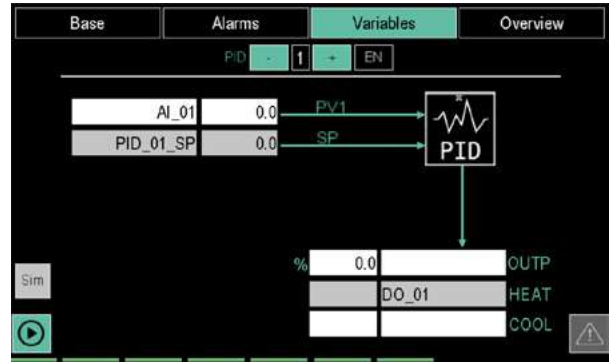 Base Alarms Variables Overview
PID - 1 + EN
AI_01 0.0 PV1
PID_01_SP 0.0 SP
PID
% 0.0 OUTP
Sim DO_01 HEAT
COOL